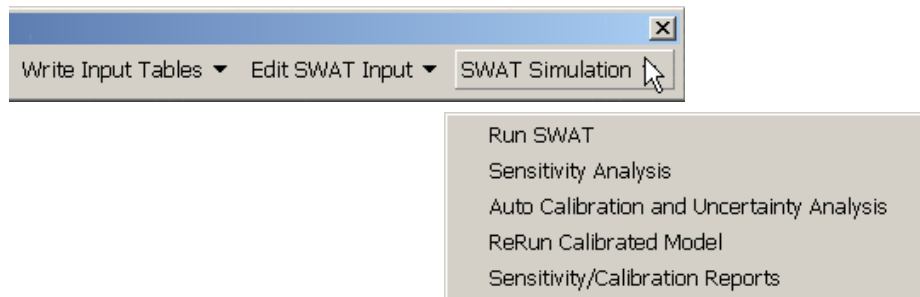 Write Input Tables Edit SWAT Input SWAT Simulation
Run SWAT
Sensitivity Analysis
Auto Calibration and Uncertainty Analysis
ReRun Calibrated Model
Sensitivity/Calibration Reports